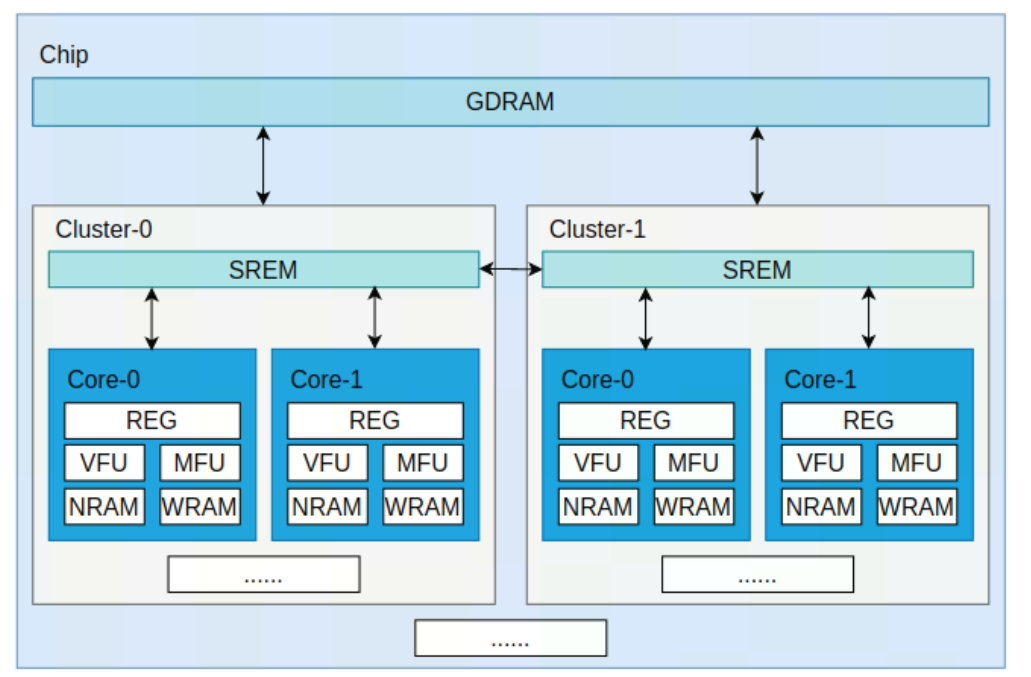 Chip
GDRAM
Cluster-0
SREM
Core-0
REG
VFU MFU
NRAM WRAM
Core-1
REG
VFU MFU
NRAM WRAM
......
Cluster-1
SREM
Core-0
REG
VFU MFU
NRAM WRAM
Core-1
REG
VFU MFU
NRAM WRAM
......
......